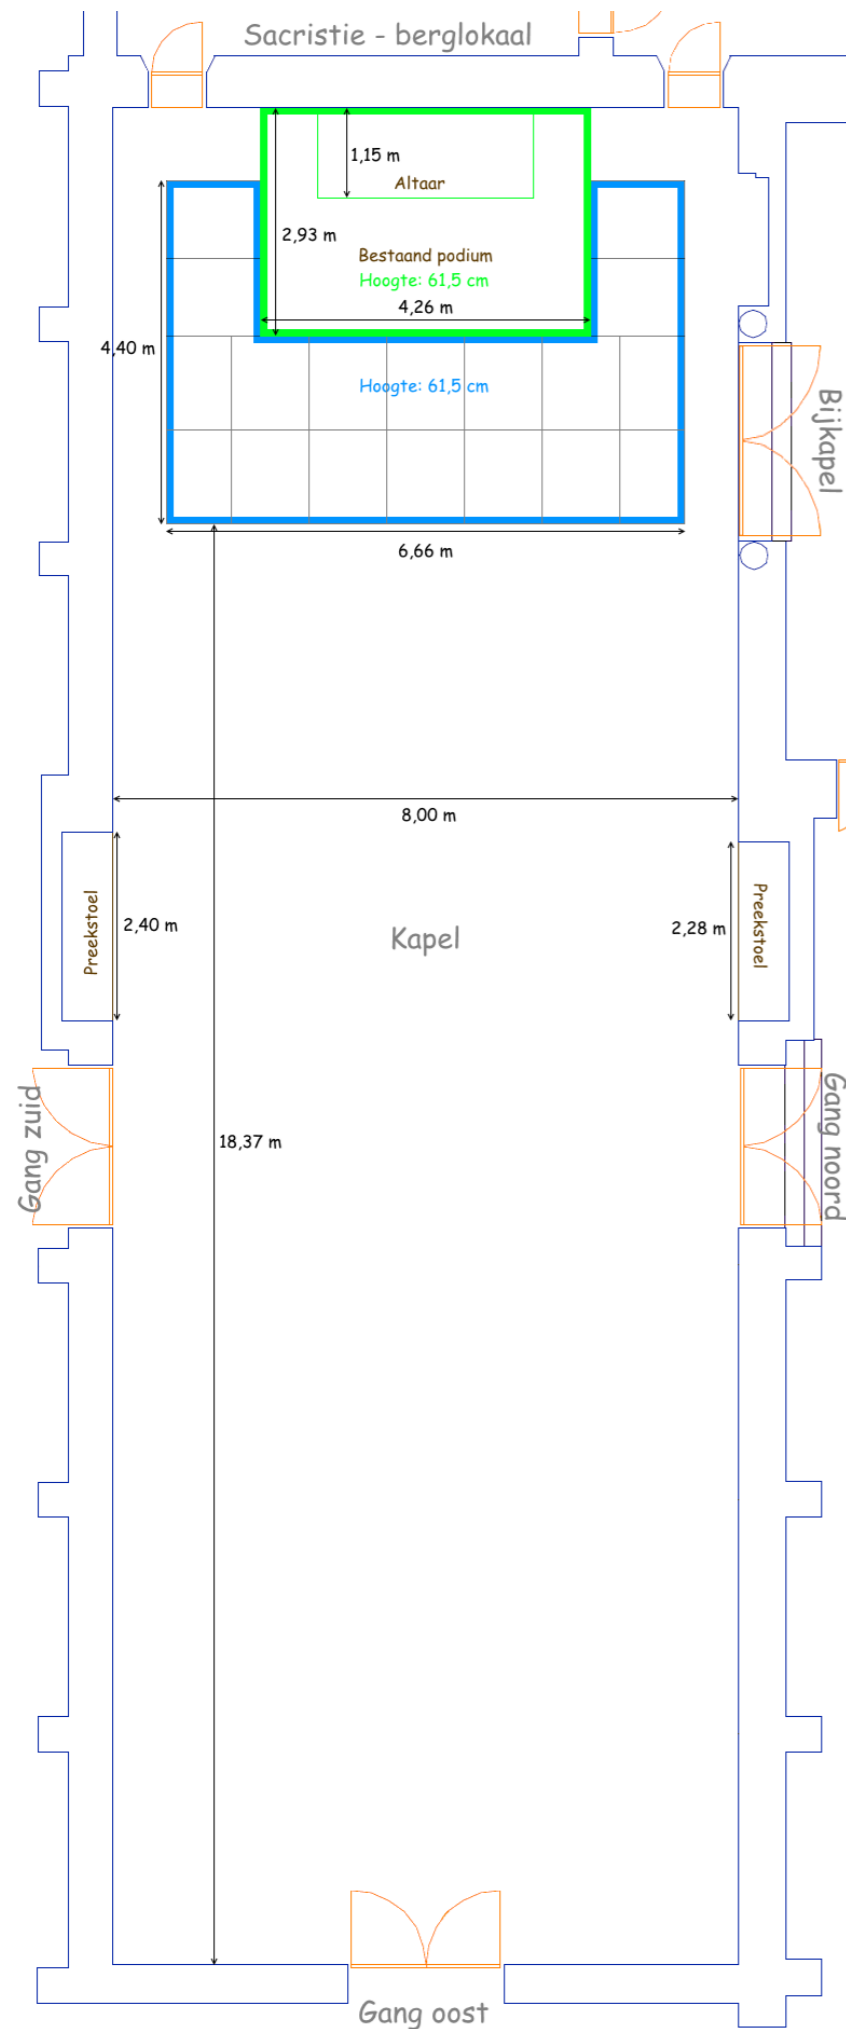 Sacristie - berglokaal
1,15 m
Altaar
2,93 m
Bestaand podium
Hoogte: 61,5 cm
4,26 m
4,40 m
Hoogte: 61,5 cm
Bijkapel
6,66 m
8,00 m
Preekstoel
2,40 m
Kapel
2,28 m
Preekstoel
Gang zuid
18,37 m
Gang noord
Gang oost